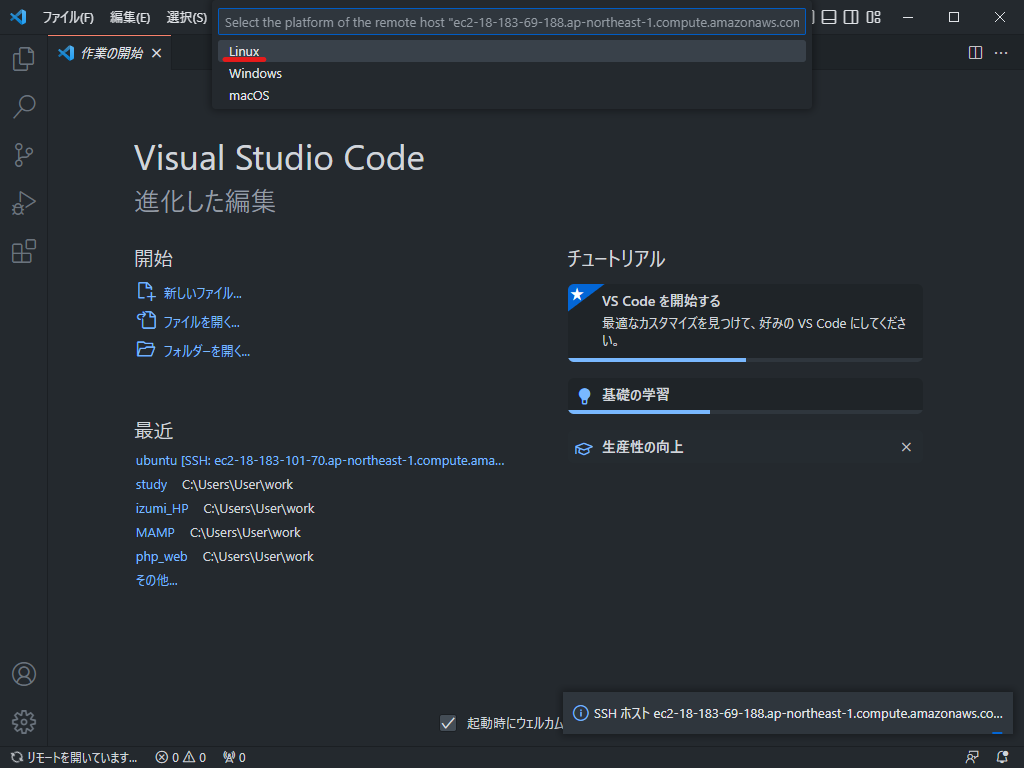 ファイル(F) 編集(E) 選択(S)
Select the platform of the remote host "ec2-18-183-69-188.ap-northeast-1.compute.amazonaws.com
Linux
Windows
macOS
作業の開始
Visual Studio Code
進化した編集
開始
新しいファイル...
ファイルを開く...
フォルダーを開く...
最近
ubuntu [SSH: ec2-18-183-101-70.ap-northeast-1.compute.ama...
study C:\Users\User\work
izumi_HP C:\Users\User\work
MAMP C:\Users\User\work
php_web C:\Users\User\work
その他...
チュートリアル
VS Code を開始する
最適なカスタマイズを見つけて、好みの VS Code にしてくださ
い。
基礎の学習
生産性の向上
起動時にウェルカム
SSH ホスト ec2-18-183-69-188.ap-northeast-1.compute.amazonaws.co...
リモートを開いています... 0 0 0